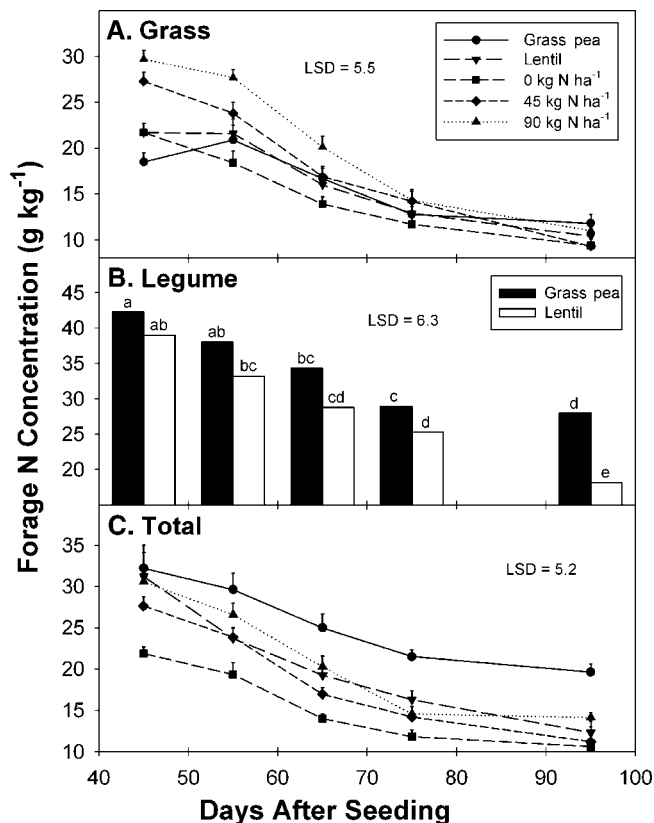 A. Grass
LSD = 5.5
Grass pea
Lentil
0 kg N ha⁻¹
45 kg N ha⁻¹
90 kg N ha⁻¹
30
25
20
15
10
B. Legume
LSD = 6.3
Grass pea
Lentil
45
40
35
30
25
20
a
ab
ab
bc
bc
cd
c
d
d
e
C. Total
LSD = 5.2
35
30
25
20
15
10
40 50 60 70 80 90 100
Days After Seeding
Forage N Concentration (g kg⁻¹)